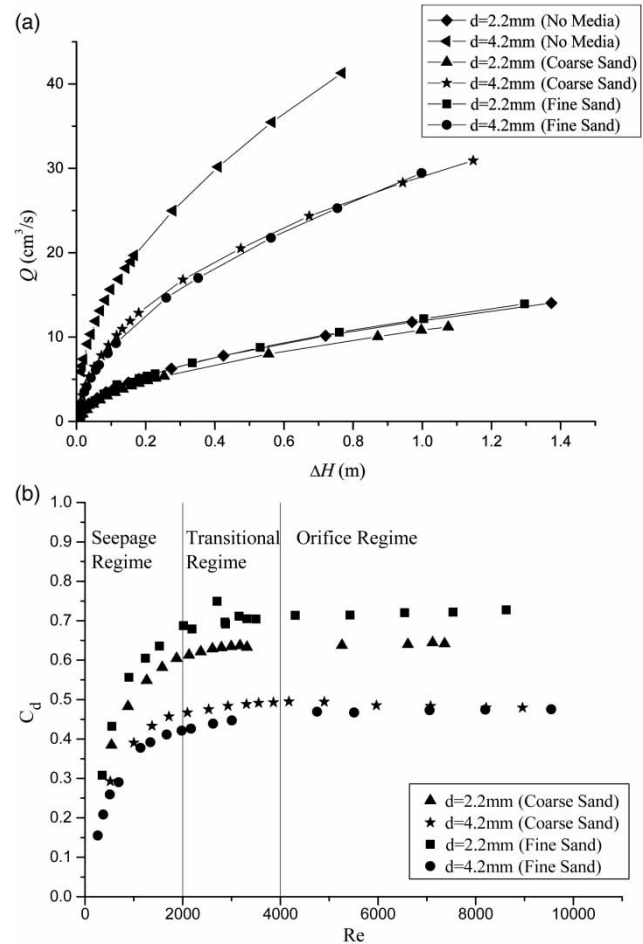 (a)
d=2.2mm (No Media)
d=4.2mm (No Media)
d=2.2mm (Coarse Sand)
d=4.2mm (Coarse Sand)
d=2.2mm (Fine Sand)
d=4.2mm (Fine Sand)
40
30
20
10
0
Q (cm³/s)
0.0 0.2 0.4 0.6 0.8 1.0 1.2 1.4
ΔH (m)
(b)
1.0
0.9
0.8
0.7
0.6
0.5
0.4
0.3
0.2
0.1
0.0
C_d
Seepage Regime
Transitional Regime
Orifice Regime
d=2.2mm (Coarse Sand)
d=4.2mm (Coarse Sand)
d=2.2mm (Fine Sand)
d=4.2mm (Fine Sand)
0 2000 4000 6000 8000 10000
Re